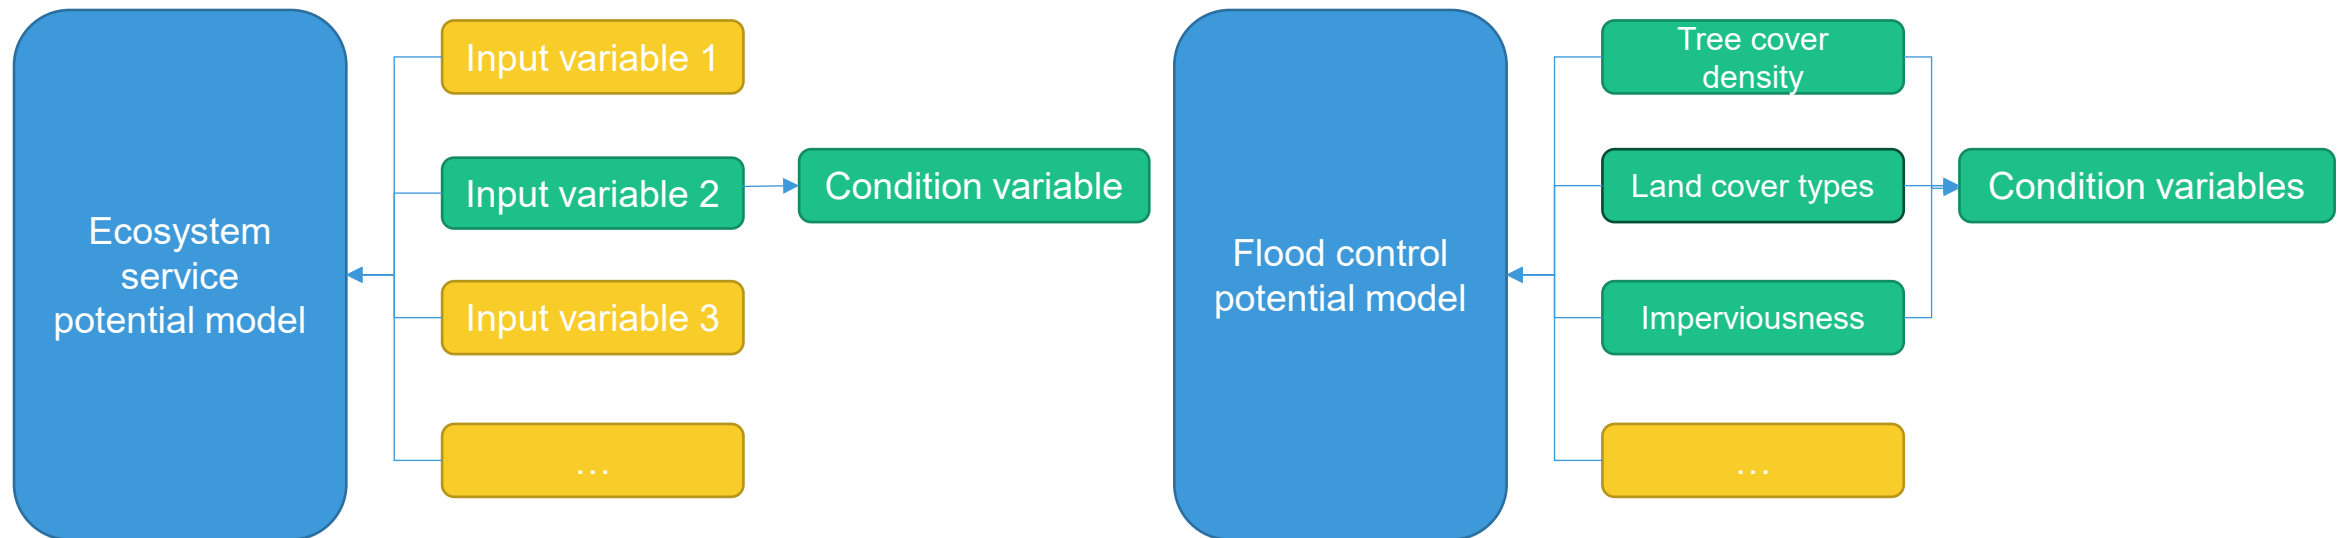 Ecosystem
service
potential model
Input variable 1
Input variable 2
Input variable 3
...
Condition variable
Flood control
potential model
Tree cover
density
Land cover types
Imperviousness
...
Condition variables